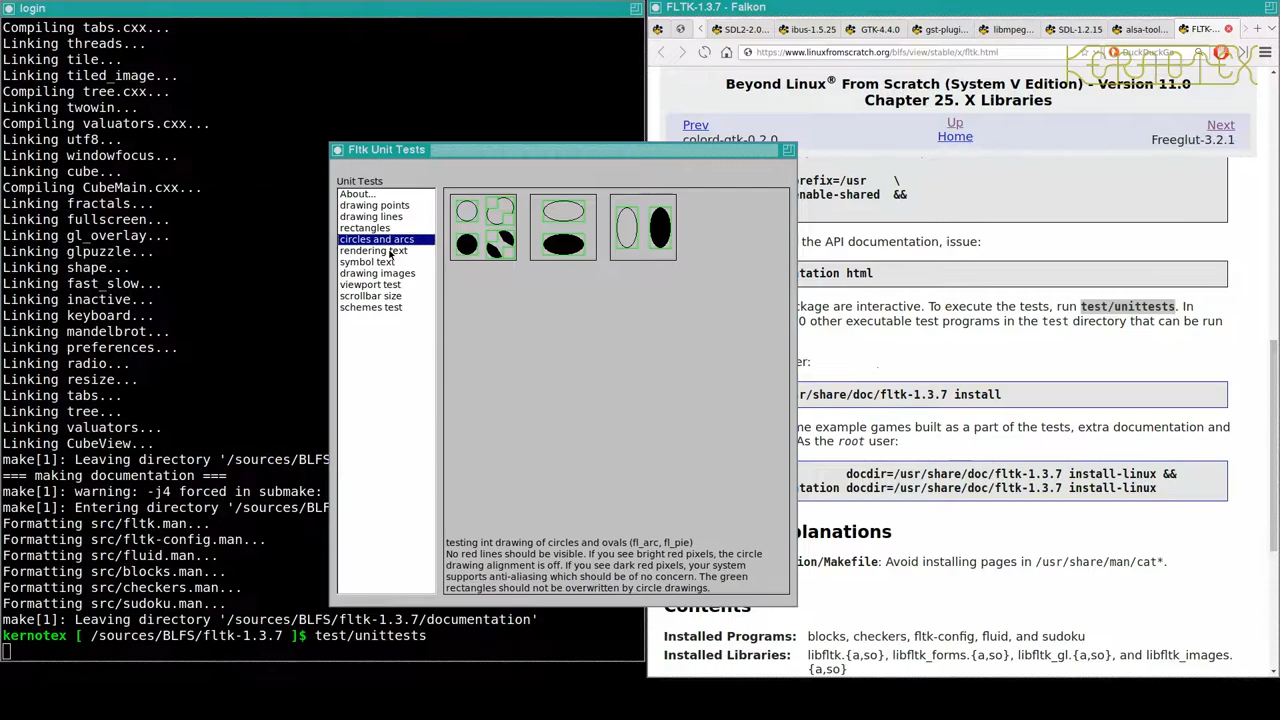 login
Compiling tabs.cxx...
Linking threads...
Linking tile...
Linking tiled_image...
Compiling tree.cxx...
Linking twowin...
Compiling valuators.cxx...
Linking utf8...
Linking windowfocus...
Linking cube...
Compiling CubeMain.cxx...
Linking fractals...
Linking fullscreen...
Linking gl_overlay...
Linking glpuzzle...
Linking shape...
Linking fast_slow...
Linking inactive...
Linking keyboard...
Linking mandelbrot...
Linking preferences...
Linking radio...
Linking resize...
Linking tabs...
Linking tree...
Linking valuators...
Linking CubeView...
make[1]: Leaving directory '/sources/BLFS
=== making documentation ===
make[1]: warning: -j4 forced in submake:
make[1]: Entering directory '/sources/BLFS
Formatting src/fltk.man...
Formatting src/fltk-config.man...
Formatting src/fluid.man...
Formatting src/blocks.man...
Formatting src/checkers.man...
Formatting src/sudoku.man...
make[1]: Leaving directory '/sources/BLFS/fltk-1.3.7/documentation'
kernotex [ /sources/BLFS/fltk-1.3.7 ]$ test/unittests
Fltk Unit Tests
Unit Tests
About...
drawing points
drawing lines
rectangles
circles and arcs
rendering text
symbol text
drawing images
viewport test
scrollbar size
schemes test
testing int drawing of circles and ovals (fl_arc, fl_pie)
No red lines should be visible. If you see bright red pixels, the circle
drawing alignment is off. If you see dark red pixels, your system
supports anti-aliasing which should be of no concern. The green
rectangles should not be overwritten by circle drawings.
FLTK-1.3.7 - Falkon
SDL2-2.0... ibus-1.5.25 GTK-4.4.0 gst-plugi... libmpeg... SDL-1.2.15 alsa-tool... FLTK-...
https://www.linuxfromscratch.org/blfs/view/stable/x/fltk.html DuckDuckGo
KERNOTEX
Beyond Linux® From Scratch (System V Edition) - Version 11.0
Chapter 25. X Libraries
Prev Up Next
colord-gtk-0.2.0 Home Freeglut-3.2.1
prefix=/usr \
enable-shared &&
the API documentation, issue:
tation html
ckage are interactive. To execute the tests, run test/unittests. In
0 other executable test programs in the test directory that can be run
er:
r/share/doc/fltk-1.3.7 install
me example games built as a part of the tests, extra documentation and
As the root user:
docdir=/usr/share/doc/fltk-1.3.7 install-linux &&
tation docdir=/usr/share/doc/fltk-1.3.7 install-linux
planations
ion/Makefile: Avoid installing pages in /usr/share/man/cat*.
Contents
Installed Programs: blocks, checkers, fltk-config, fluid, and sudoku
Installed Libraries: libfltk.{a,so}, libfltk_forms.{a,so}, libfltk_gl.{a,so}, and libfltk_images.
{a,so}